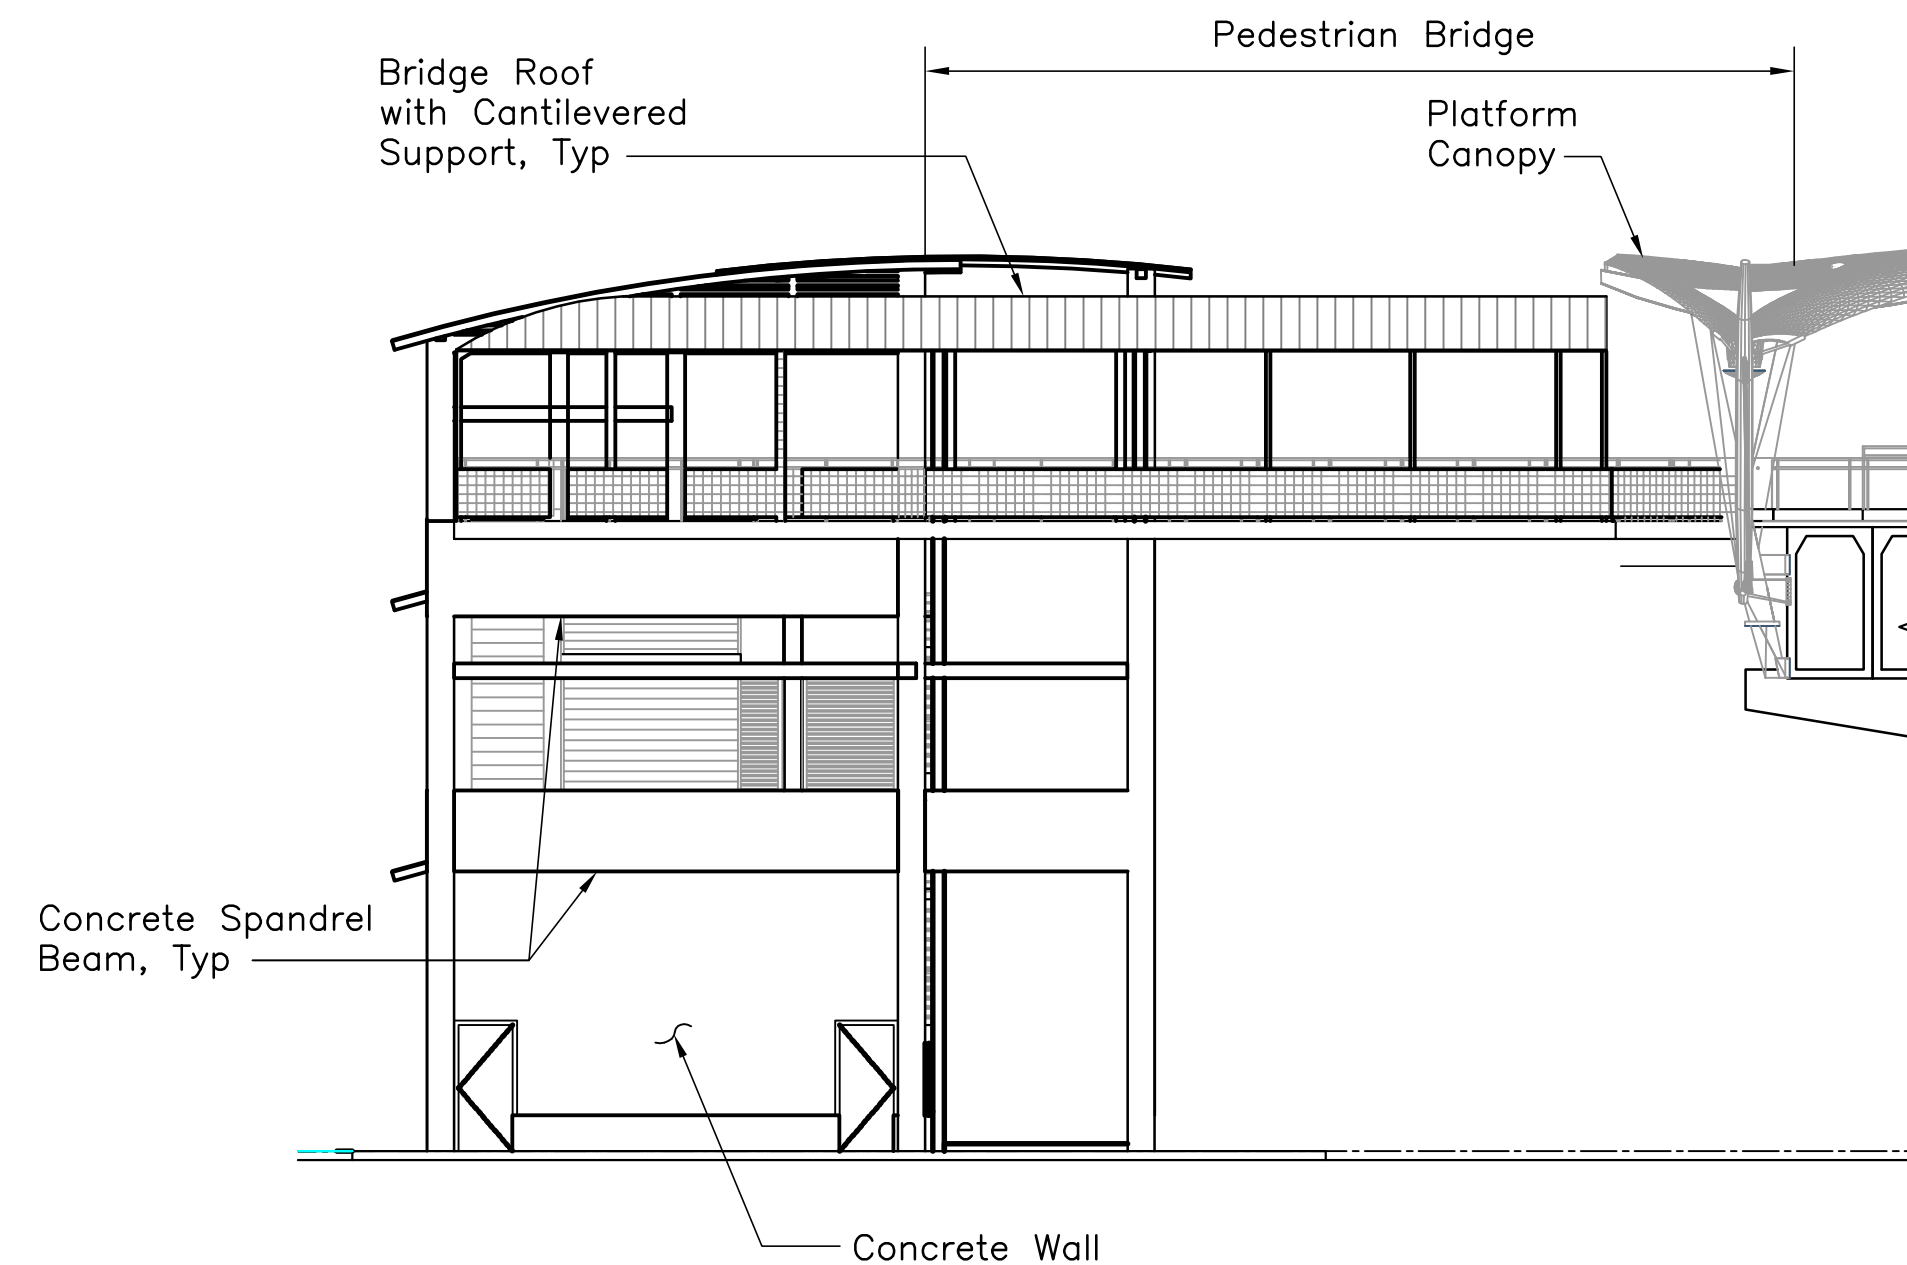 Pedestrian Bridge
Bridge Roof
with Cantilevered
Support, Typ
Platform
Canopy
Concrete Spandrel
Beam, Typ
Concrete Wall